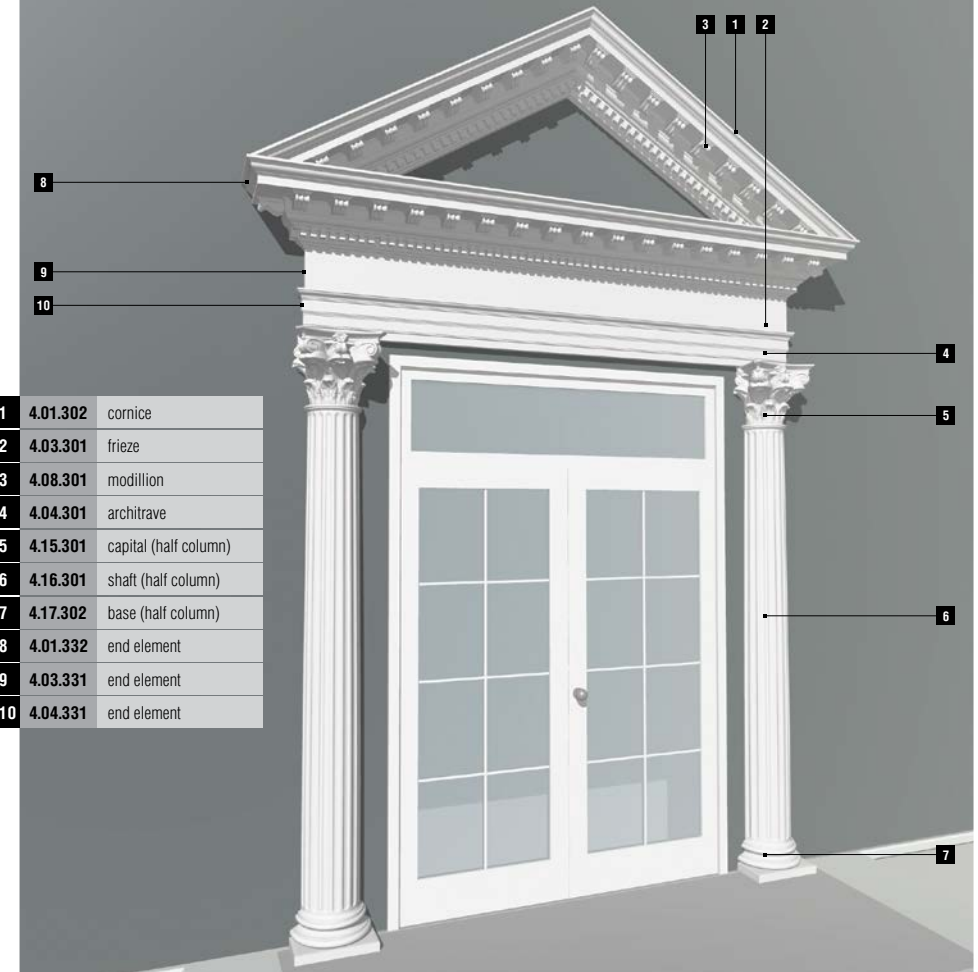 3 1 2
8
9
10
4
5
6
7
1 4.01.302 cornice
2 4.03.301 frieze
3 4.08.301 modillion
4 4.04.301 architrave
5 4.15.301 capital (half column)
6 4.16.301 shaft (half column)
7 4.17.302 base (half column)
8 4.01.332 end element
9 4.03.331 end element
10 4.04.331 end element